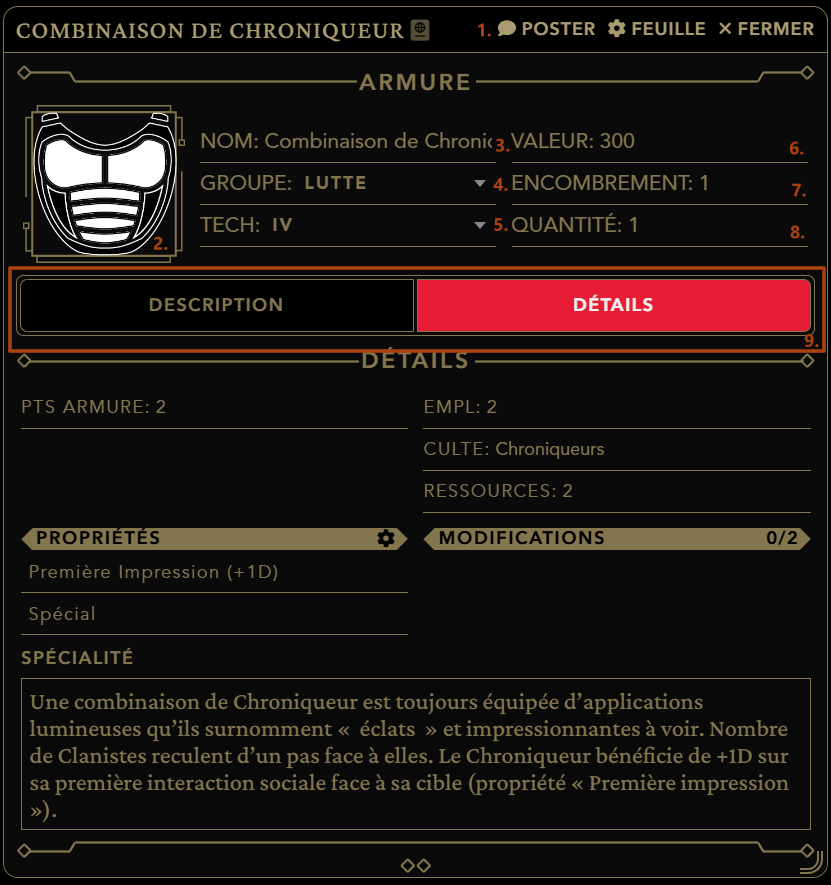 COMBINAISON DE CHRONIQUEUR 1. POSTER FEUILLE ✕ FERMER
ARMURE
NOM: Combinaison de Chroniq 3. VALEUR: 300 6.
GROUPE: LUTTE 4. ENCOMBREMENT: 1 7.
TECH: IV 5. QUANTITÉ: 1 8.
2.
DESCRIPTION DÉTAILS
9.
DÉTAILS
PTS ARMURE: 2 EMPL: 2
CULTE: Chroniqueurs
RESSOURCES: 2
PROPRIÉTÉS MODIFICATIONS 0/2
Première Impression (+1D)
Spécial
SPÉCIALITÉ
Une combinaison de Chroniqueur est toujours équipée d’applications
lumineuses qu’ils surnomment « éclats » et impressionnantes à voir. Nombre
de Clanistes reculent d’un pas face à elles. Le Chroniqueur bénéficie de +1D sur
sa première interaction sociale face à sa cible (propriété « Première impression
»).